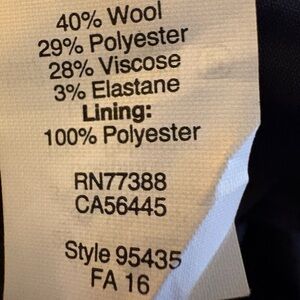 40% Wool
29% Polyester
28% Viscose
3% Elastane
Lining:
100% Polyester
RN77388
CA56445
Style 95435
FA 16